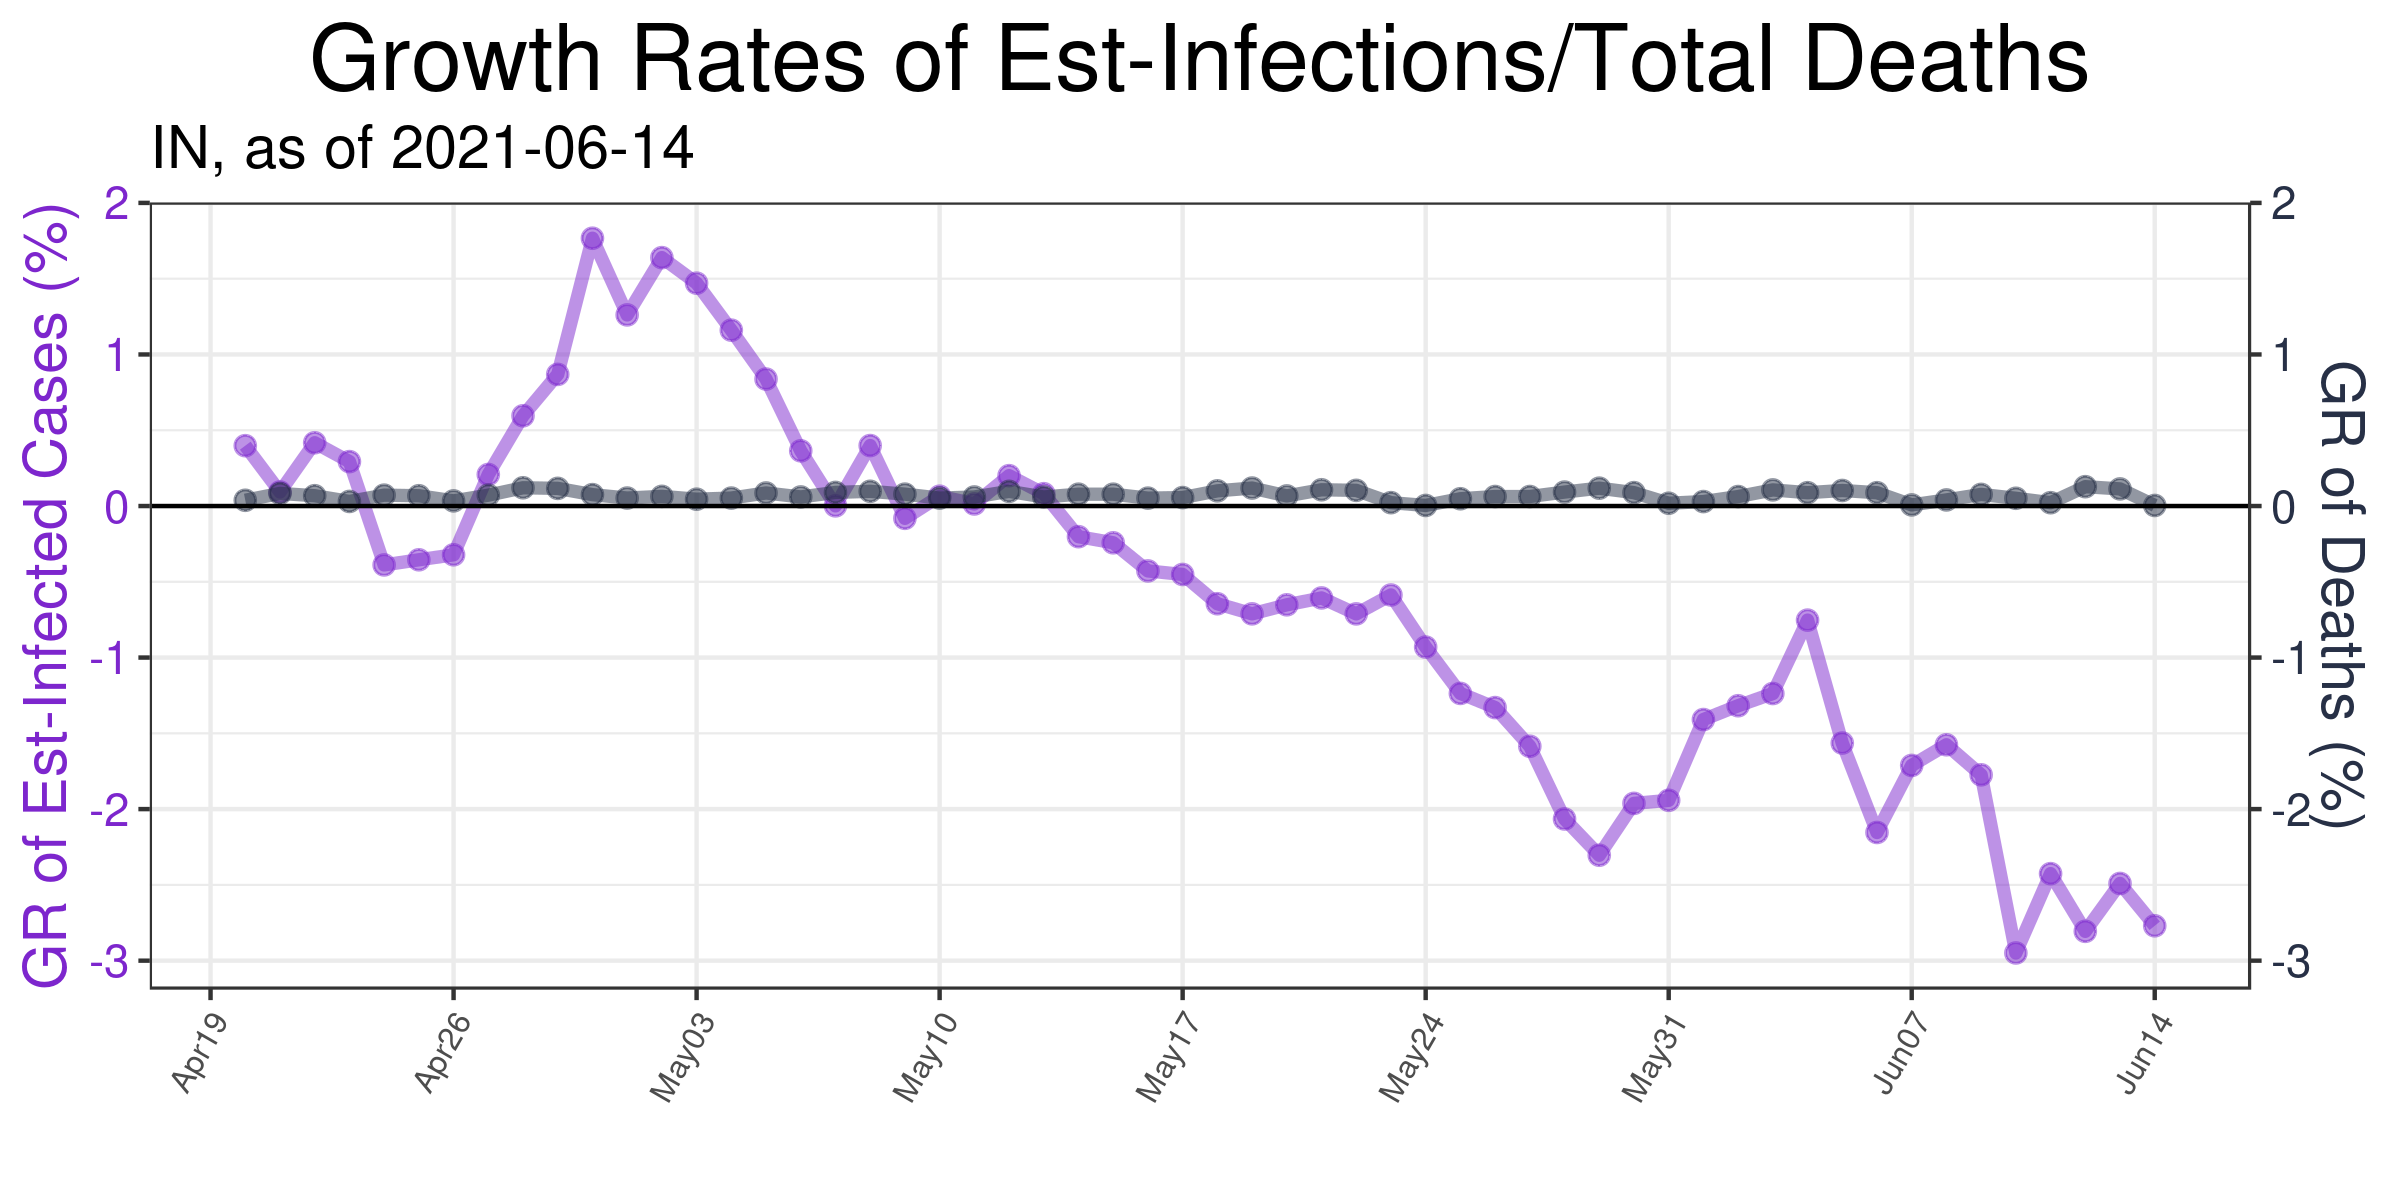 Growth Rates of Est-Infections/Total Deaths
IN, as of 2021-06-14
GR of Est-Infected Cases (%)
2
1
0
-1
-2
-3
2
1
0
-1
-2
-3
GR of Deaths (%)
Apr19
Apr26
May03
May10
May17
May24
May31
Jun07
Jun14